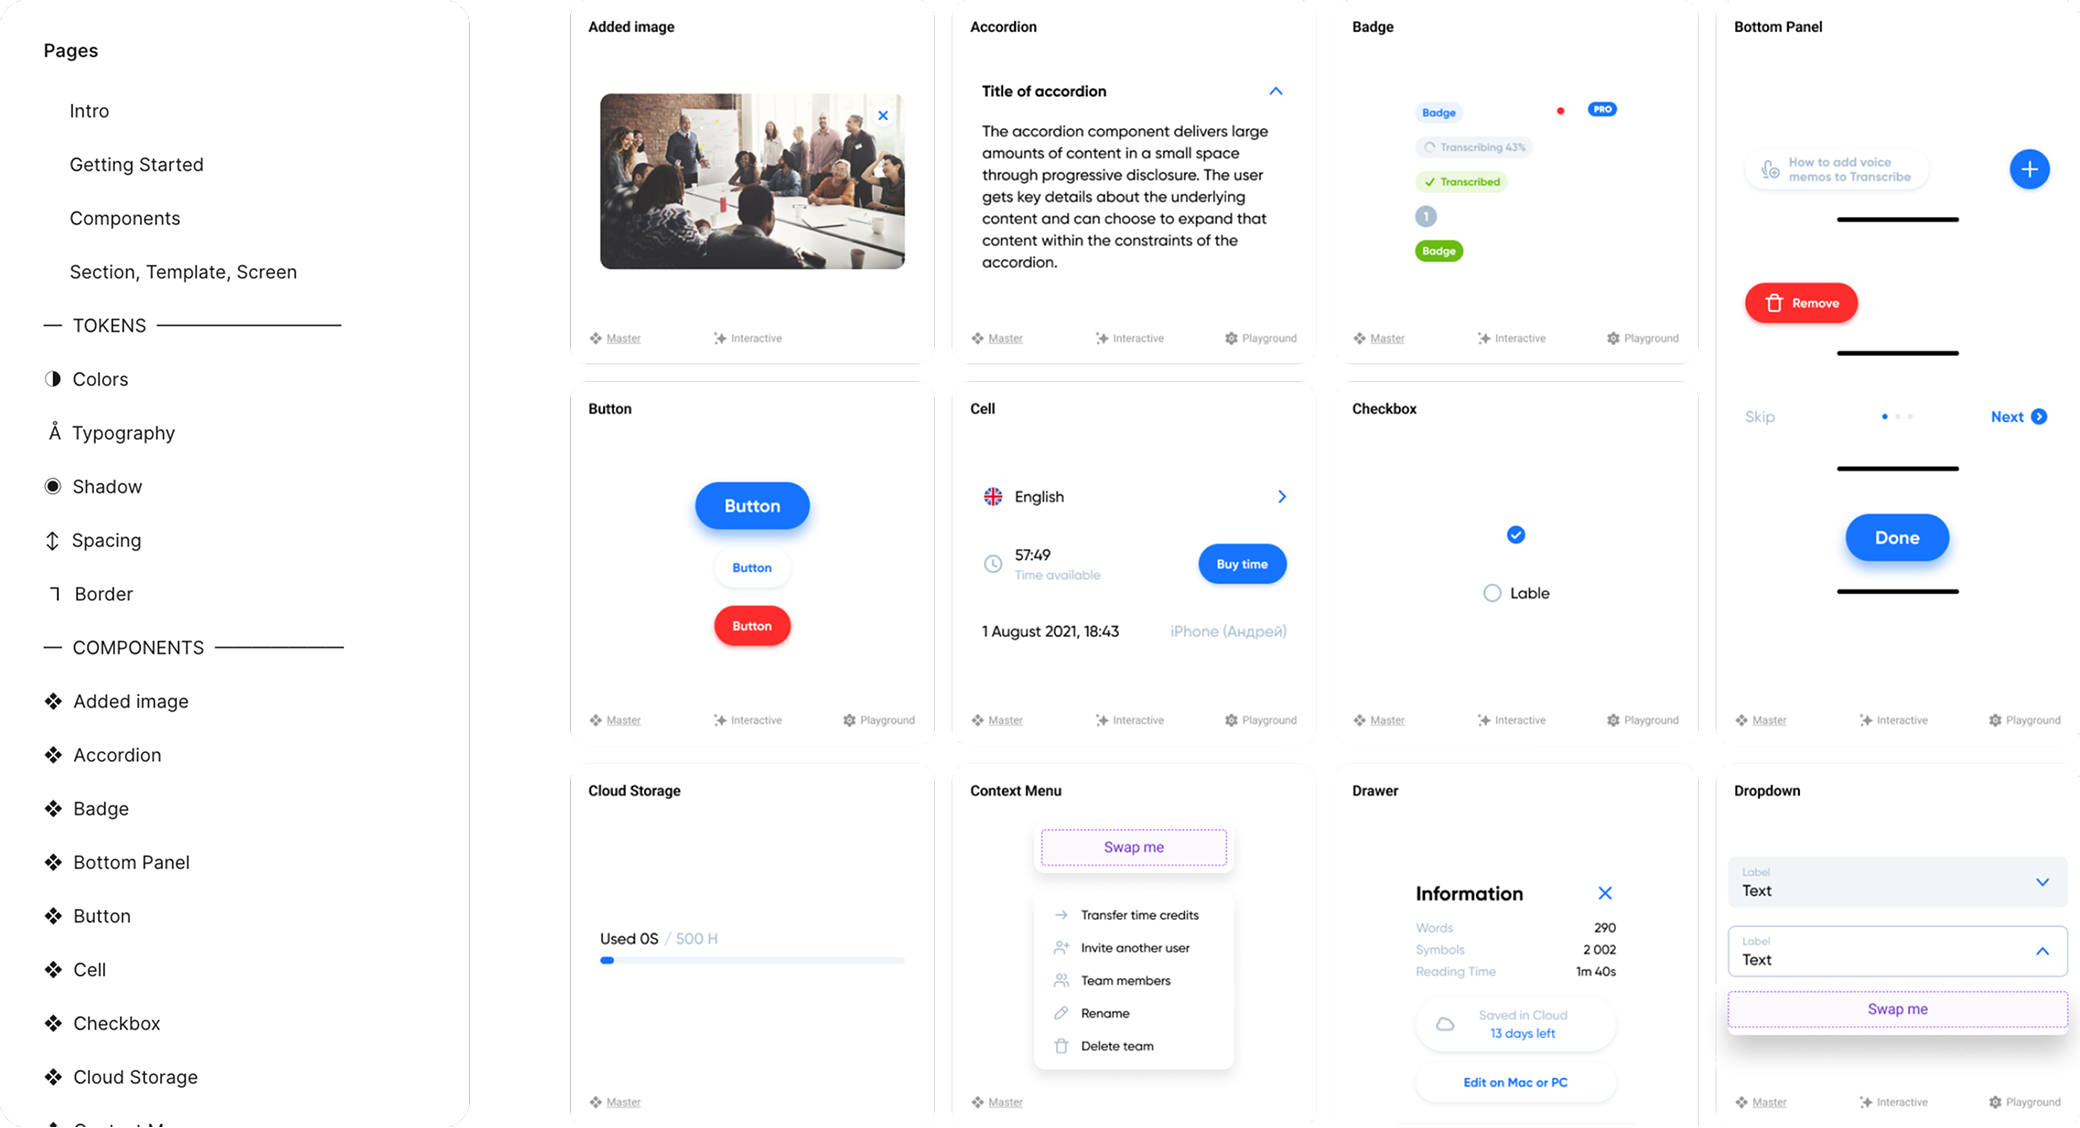 Pages
Intro
Getting Started
Components
Section, Template, Screen
TOKENS
Colors
Typography
Shadow
Spacing
Border
COMPONENTS
Added image
Accordion
Badge
Bottom Panel
Button
Cell
Checkbox
Cloud Storage
Added image
Master
Interactive
Accordion
Title of accordion
The accordion component delivers large
amounts of content in a small space
through progressive disclosure. The user
gets key details about the underlying
content and can choose to expand that
content within the constraints of the
accordion.
Master
Interactive
Playground
Badge
Badge
PRO
Transcribing 43%
Transcribed
1
Badge
Master
Interactive
Playground
Bottom Panel
How to add voice
memos to Transcribe
Remove
Skip
Next
Done
Master
Interactive
Playground
Button
Button
Button
Button
Master
Interactive
Playground
Cell
English
57:49
Time available
Buy time
1 August 2021, 18:43
iPhone (Андрей)
Master
Interactive
Playground
Checkbox
Lable
Master
Interactive
Playground
Cloud Storage
Used 0S / 500 H
Master
Context Menu
Swap me
Transfer time credits
Invite another user
Team members
Rename
Delete team
Master
Drawer
Information
Words 290
Symbols 2 002
Reading Time 1m 40s
Saved in Cloud
13 days left
Edit on Mac or PC
Dropdown
Label
Text
Label
Text
Swap me
Master
Interactive
Playground